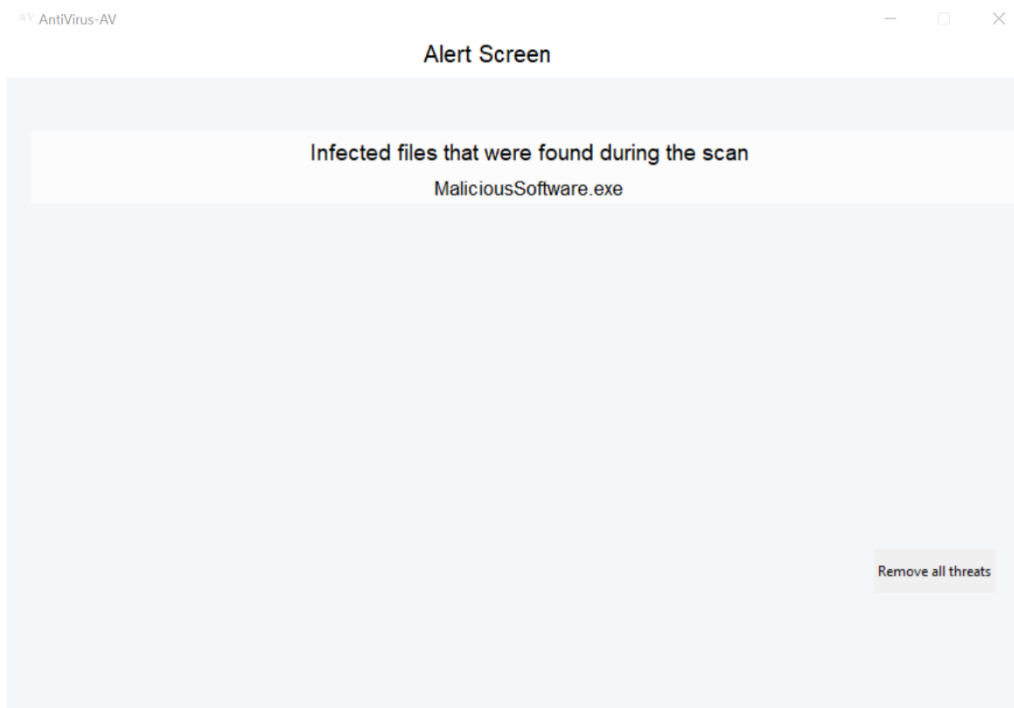 AntiVirus-AV
Alert Screen
Infected files that were found during the scan
MaliciousSoftware.exe
Remove all threats